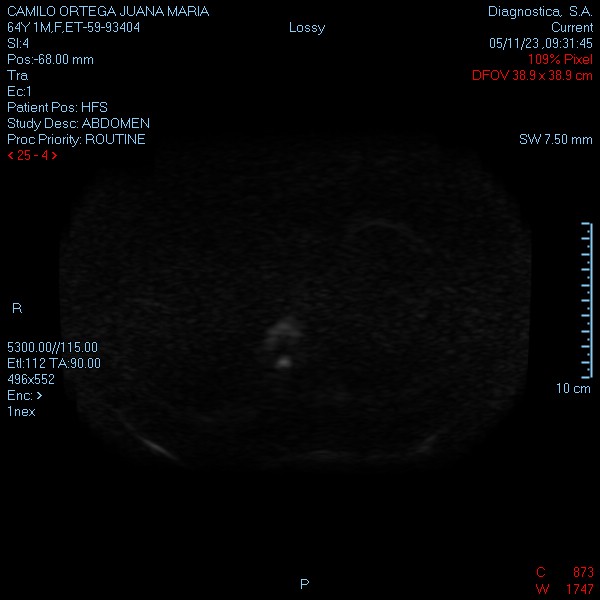 CAMILO ORTEGA JUANA MARIA
64Y 1M,F,ET-59-93404
Sl:4
Pos:-68.00 mm
Tra
Ec:1
Patient Pos: HFS
Study Desc: ABDOMEN
Proc Priority: ROUTINE
< 25 - 4 >
Lossy
Diagnostica, S.A.
Current
05/11/23 ,09:31:45
109% Pixel
DFOV 38.9 x 38.9 cm
SW 7.50 mm
R
5300.00//115.00
Etl:112 TA:90.00
496x552
Enc: >
1nex
10 cm
P
C 873
W 1747